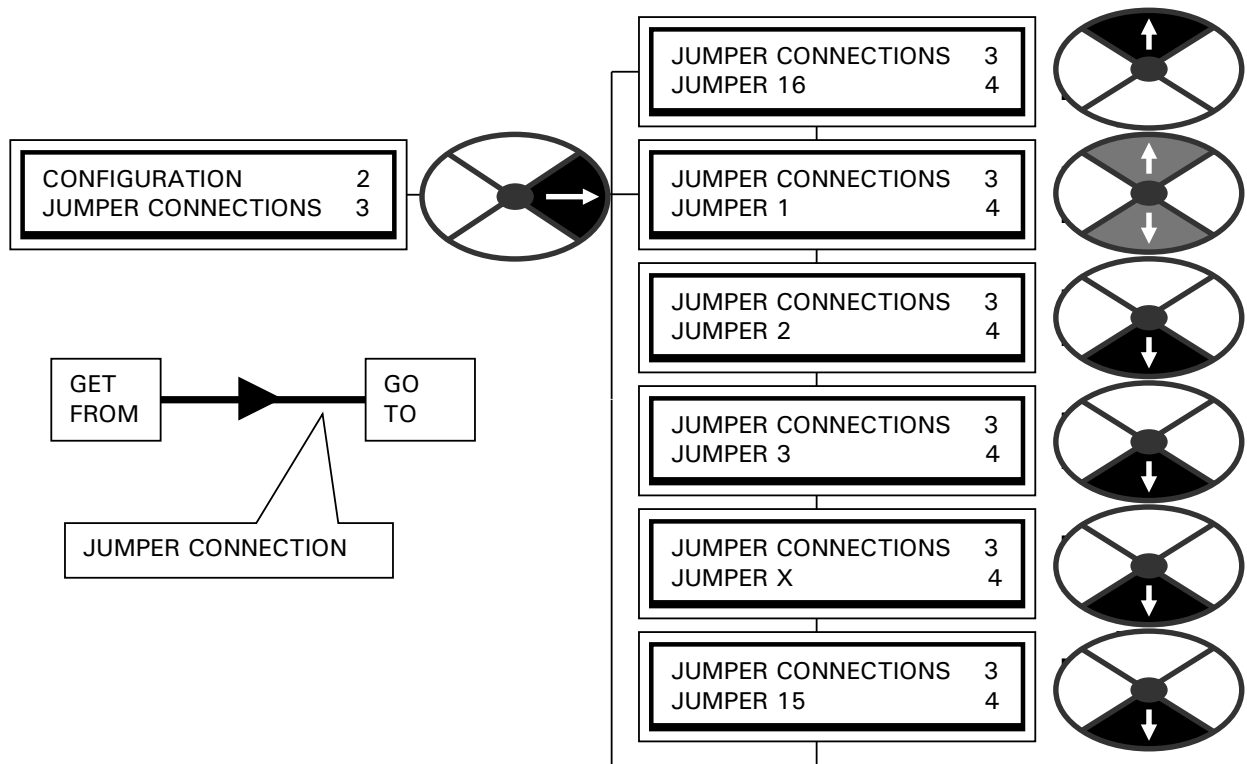 CONFIGURATION 2
JUMPER CONNECTIONS 3
GET
FROM
GO
TO
JUMPER CONNECTION
JUMPER CONNECTIONS 3
JUMPER 16 4
JUMPER CONNECTIONS 3
JUMPER 1 4
JUMPER CONNECTIONS 3
JUMPER 2 4
JUMPER CONNECTIONS 3
JUMPER 3 4
JUMPER CONNECTIONS 3
JUMPER X 4
JUMPER CONNECTIONS 3
JUMPER 15 4